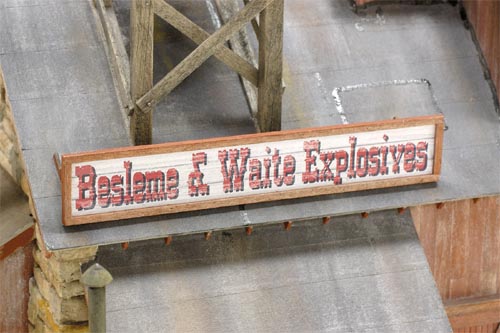 Besleme & Waite Explosives